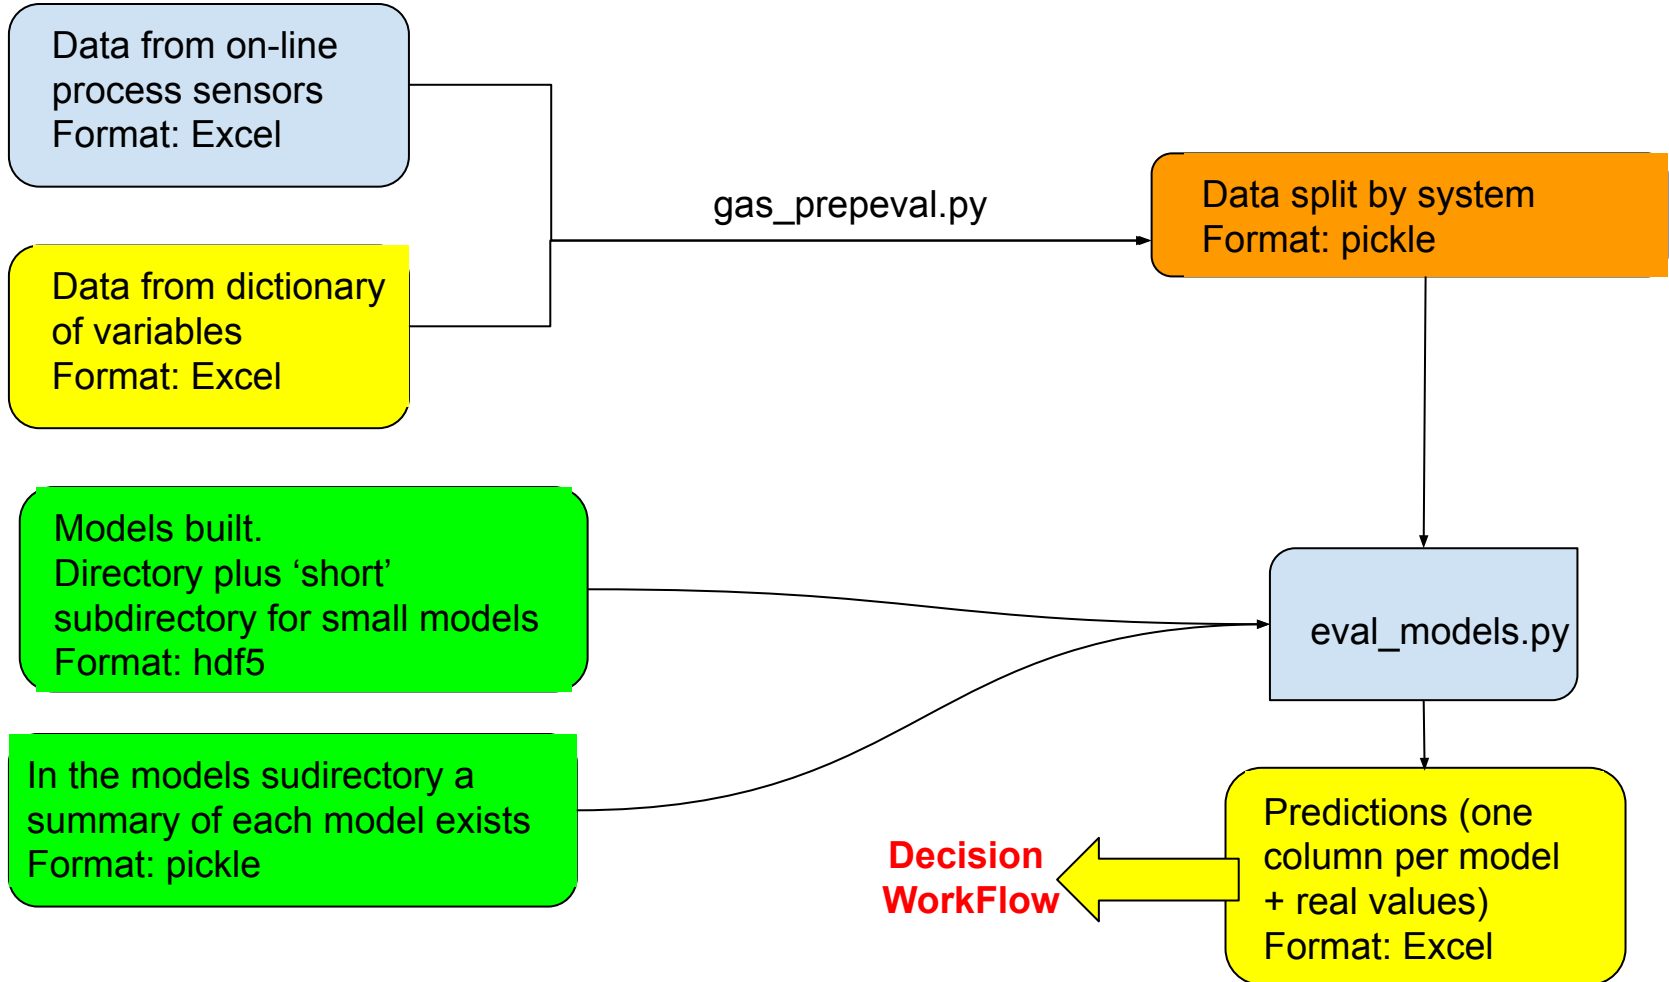 Data from on-line
process sensors
Format: Excel
gas_prepeval.py
Data split by system
Format: pickle
Data from dictionary
of variables
Format: Excel
Models built.
Directory plus ‘short’
subdirectory for small models
Format: hdf5
eval_models.py
In the models sudirectory a
summary of each model exists
Format: pickle
Decision
WorkFlow
Predictions (one
column per model
+ real values)
Format: Excel